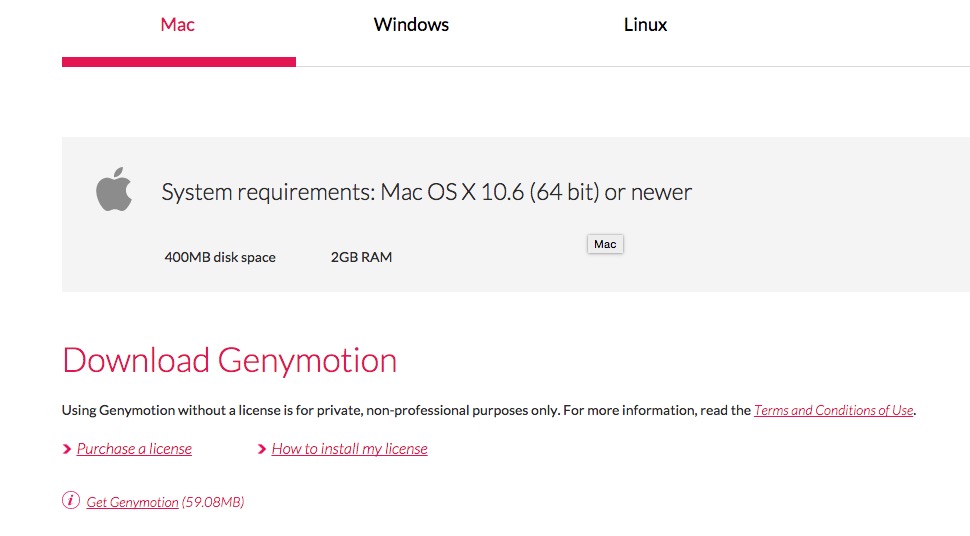 Mac Windows Linux
System requirements: Mac OS X 10.6 (64 bit) or newer
Mac
400MB disk space 2GB RAM
Download Genymotion
Using Genymotion without a license is for private, non-professional purposes only. For more information, read the Terms and Conditions of Use.
Purchase a license How to install my license
i Get Genymotion (59.08MB)